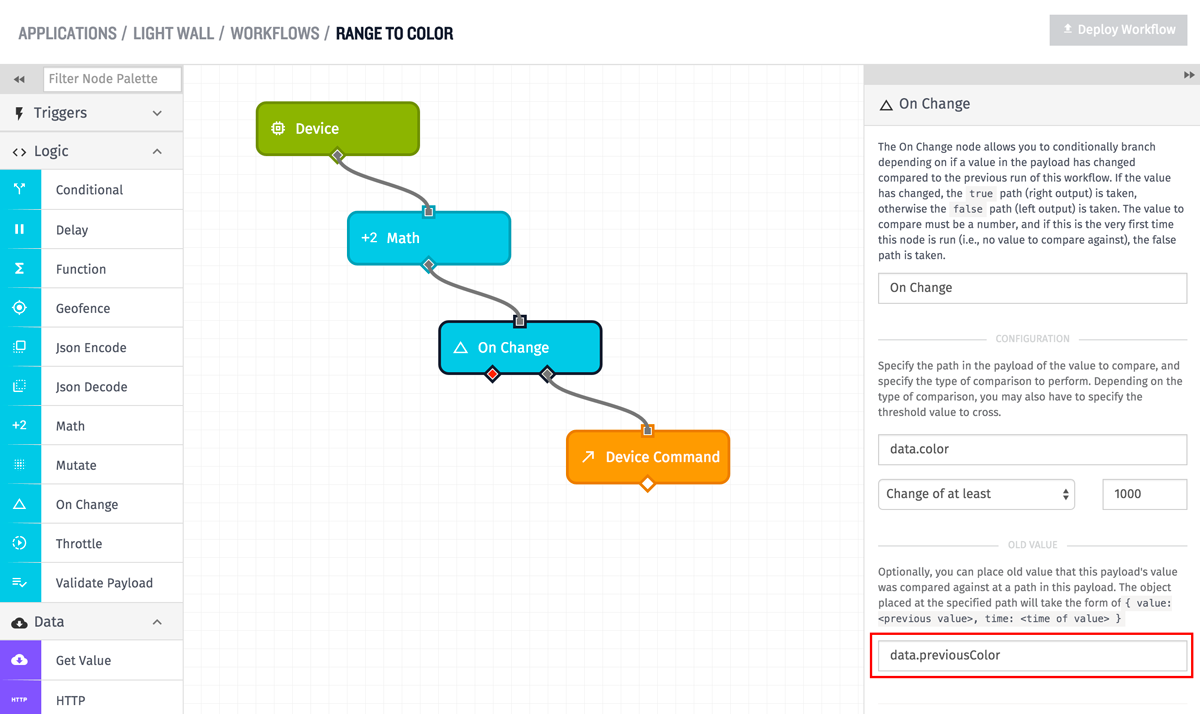 APPLICATIONS / LIGHT WALL / WORKFLOWS / RANGE TO COLOR
Deploy Workflow
Filter Node Palette
Triggers
Logic
Conditional
Delay
Function
Geofence
Json Encode
Json Decode
+2 Math
Mutate
On Change
Throttle
Validate Payload
Data
Get Value
HTTP HTTP
Device
+2 Math
On Change
Device Command
On Change
The On Change node allows you to conditionally branch
depending on if a value in the payload has changed
compared to the previous run of this workflow. If the value
has changed, the true path (right output) is taken,
otherwise the false path (left output) is taken. The value to
compare must be a number, and if this is the very first time
this node is run (i.e., no value to compare against), the false
path is taken.
On Change
CONFIGURATION
Specify the path in the payload of the value to compare, and
specify the type of comparison to perform. Depending on the
type of comparison, you may also have to specify the
threshold value to cross.
data.color
Change of at least 1000
OLD VALUE
Optionally, you can place old value that this payload's value
was compared against at a path in this payload. The object
placed at the specified path will take the form of { value:
<previous value>, time: <time of value> }
data.previousColor